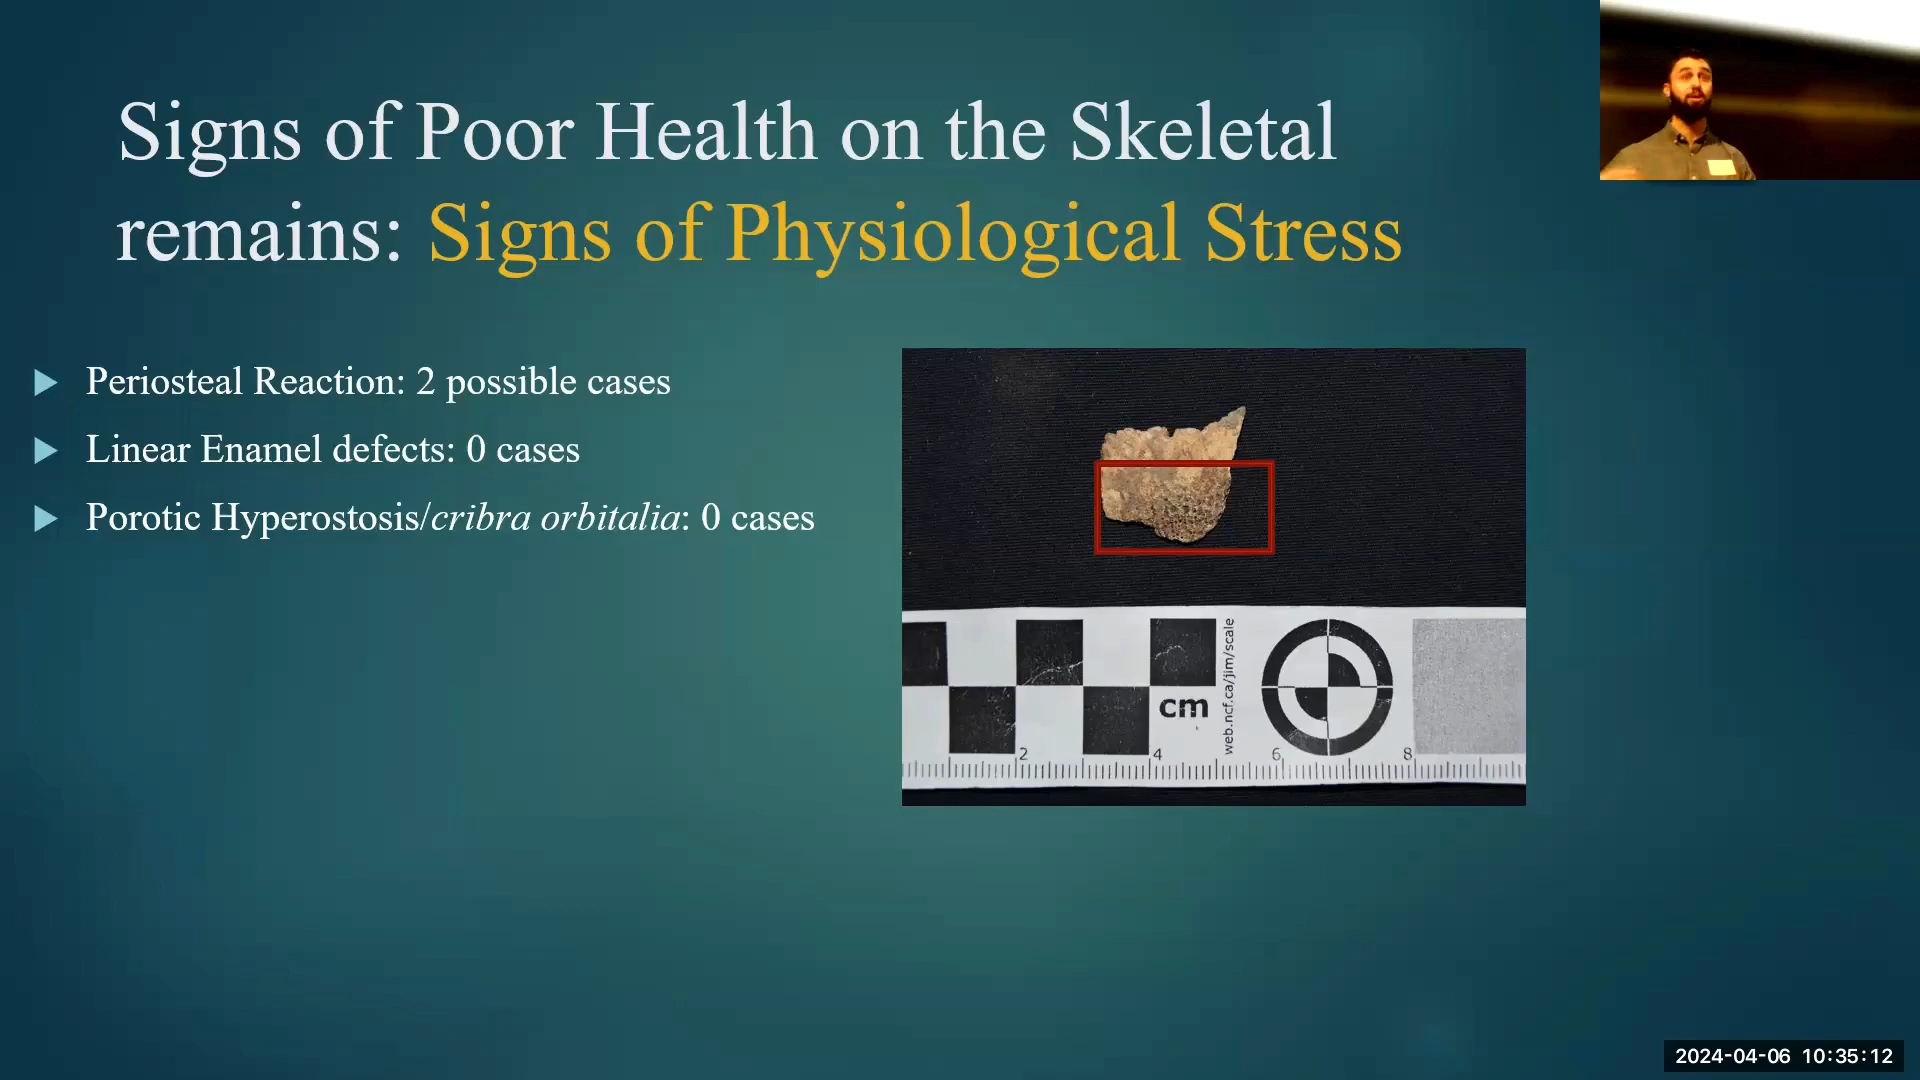 Signs of Poor Health on the Skeletal
remains: Signs of Physiological Stress
Periosteal Reaction: 2 possible cases
Linear Enamel defects: 0 cases
Porotic Hyperostosis/cribra orbitalia: 0 cases
cm
web.ncf.ca/jim/scale
2 4 6 8
2024-04-06 10:35:12